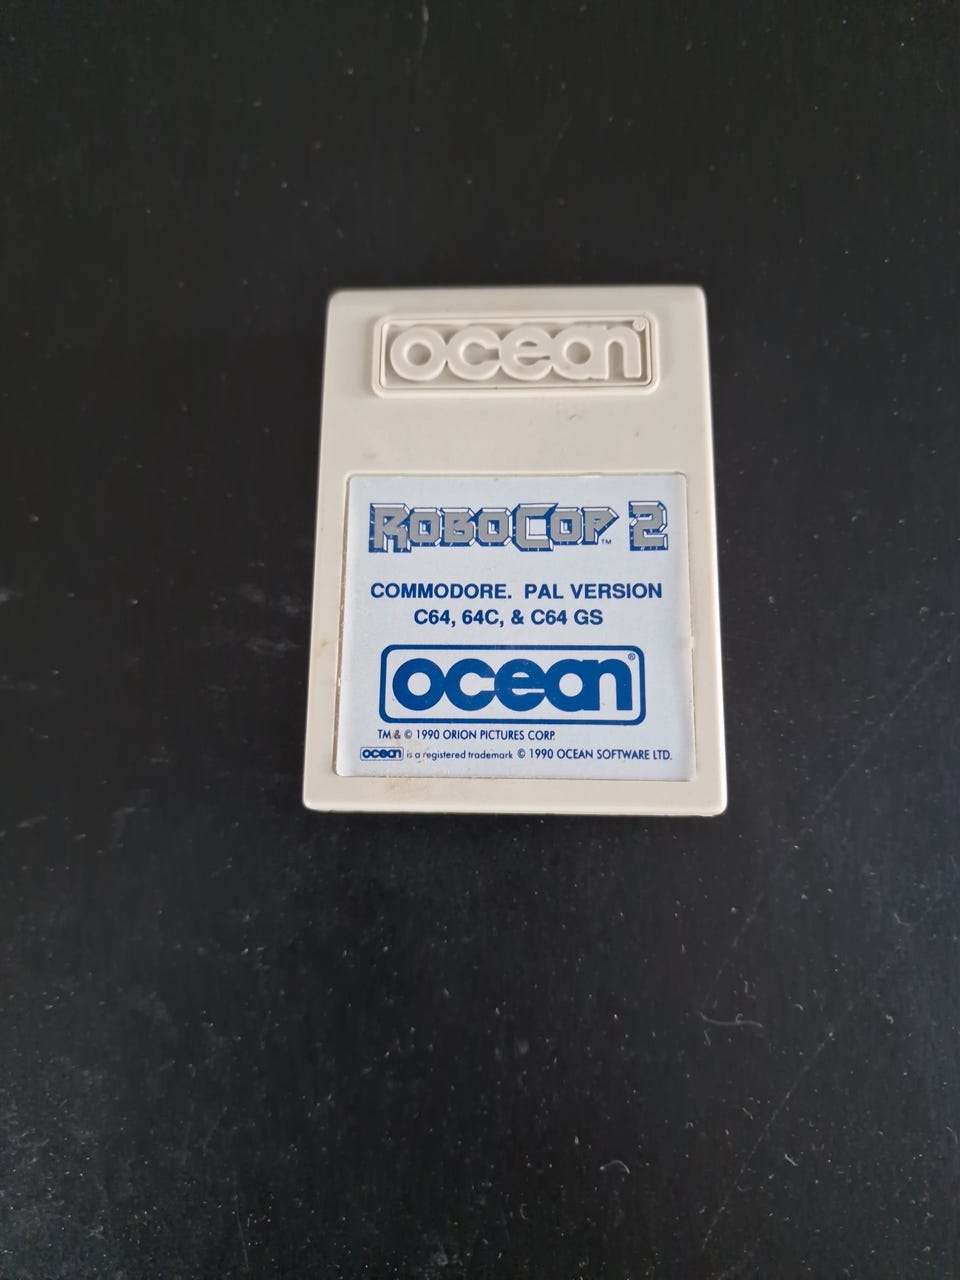 ocean®
ROBOCOP™ 2
COMMODORE. PAL VERSION
C64, 64C, & C64 GS
ocean®
TM & © 1990 ORION PICTURES CORP.
ocean is a registered trademark © 1990 OCEAN SOFTWARE LTD.